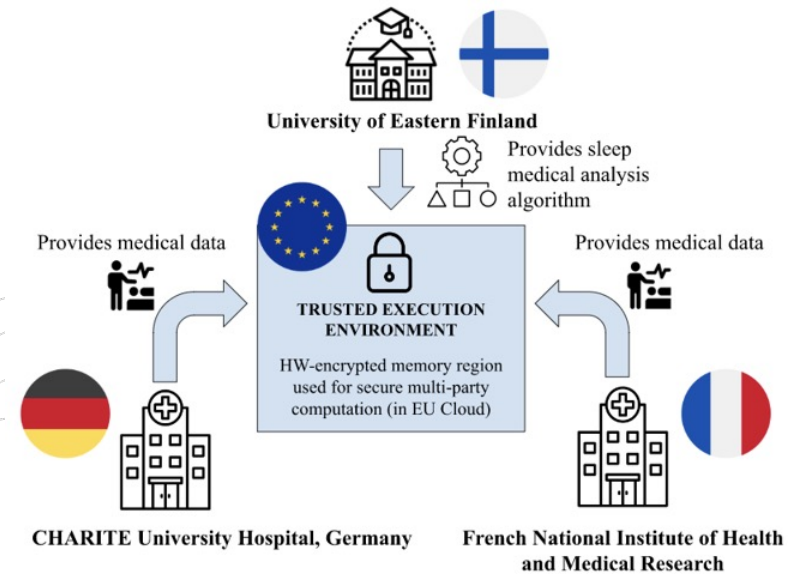 University of Eastern Finland
Provides sleep
medical analysis
algorithm
Provides medical data
Provides medical data
TRUSTED EXECUTION
ENVIRONMENT
HW-encrypted memory region
used for secure multi-party
computation (in EU Cloud)
CHARITE University Hospital, Germany
French National Institute of Health
and Medical Research